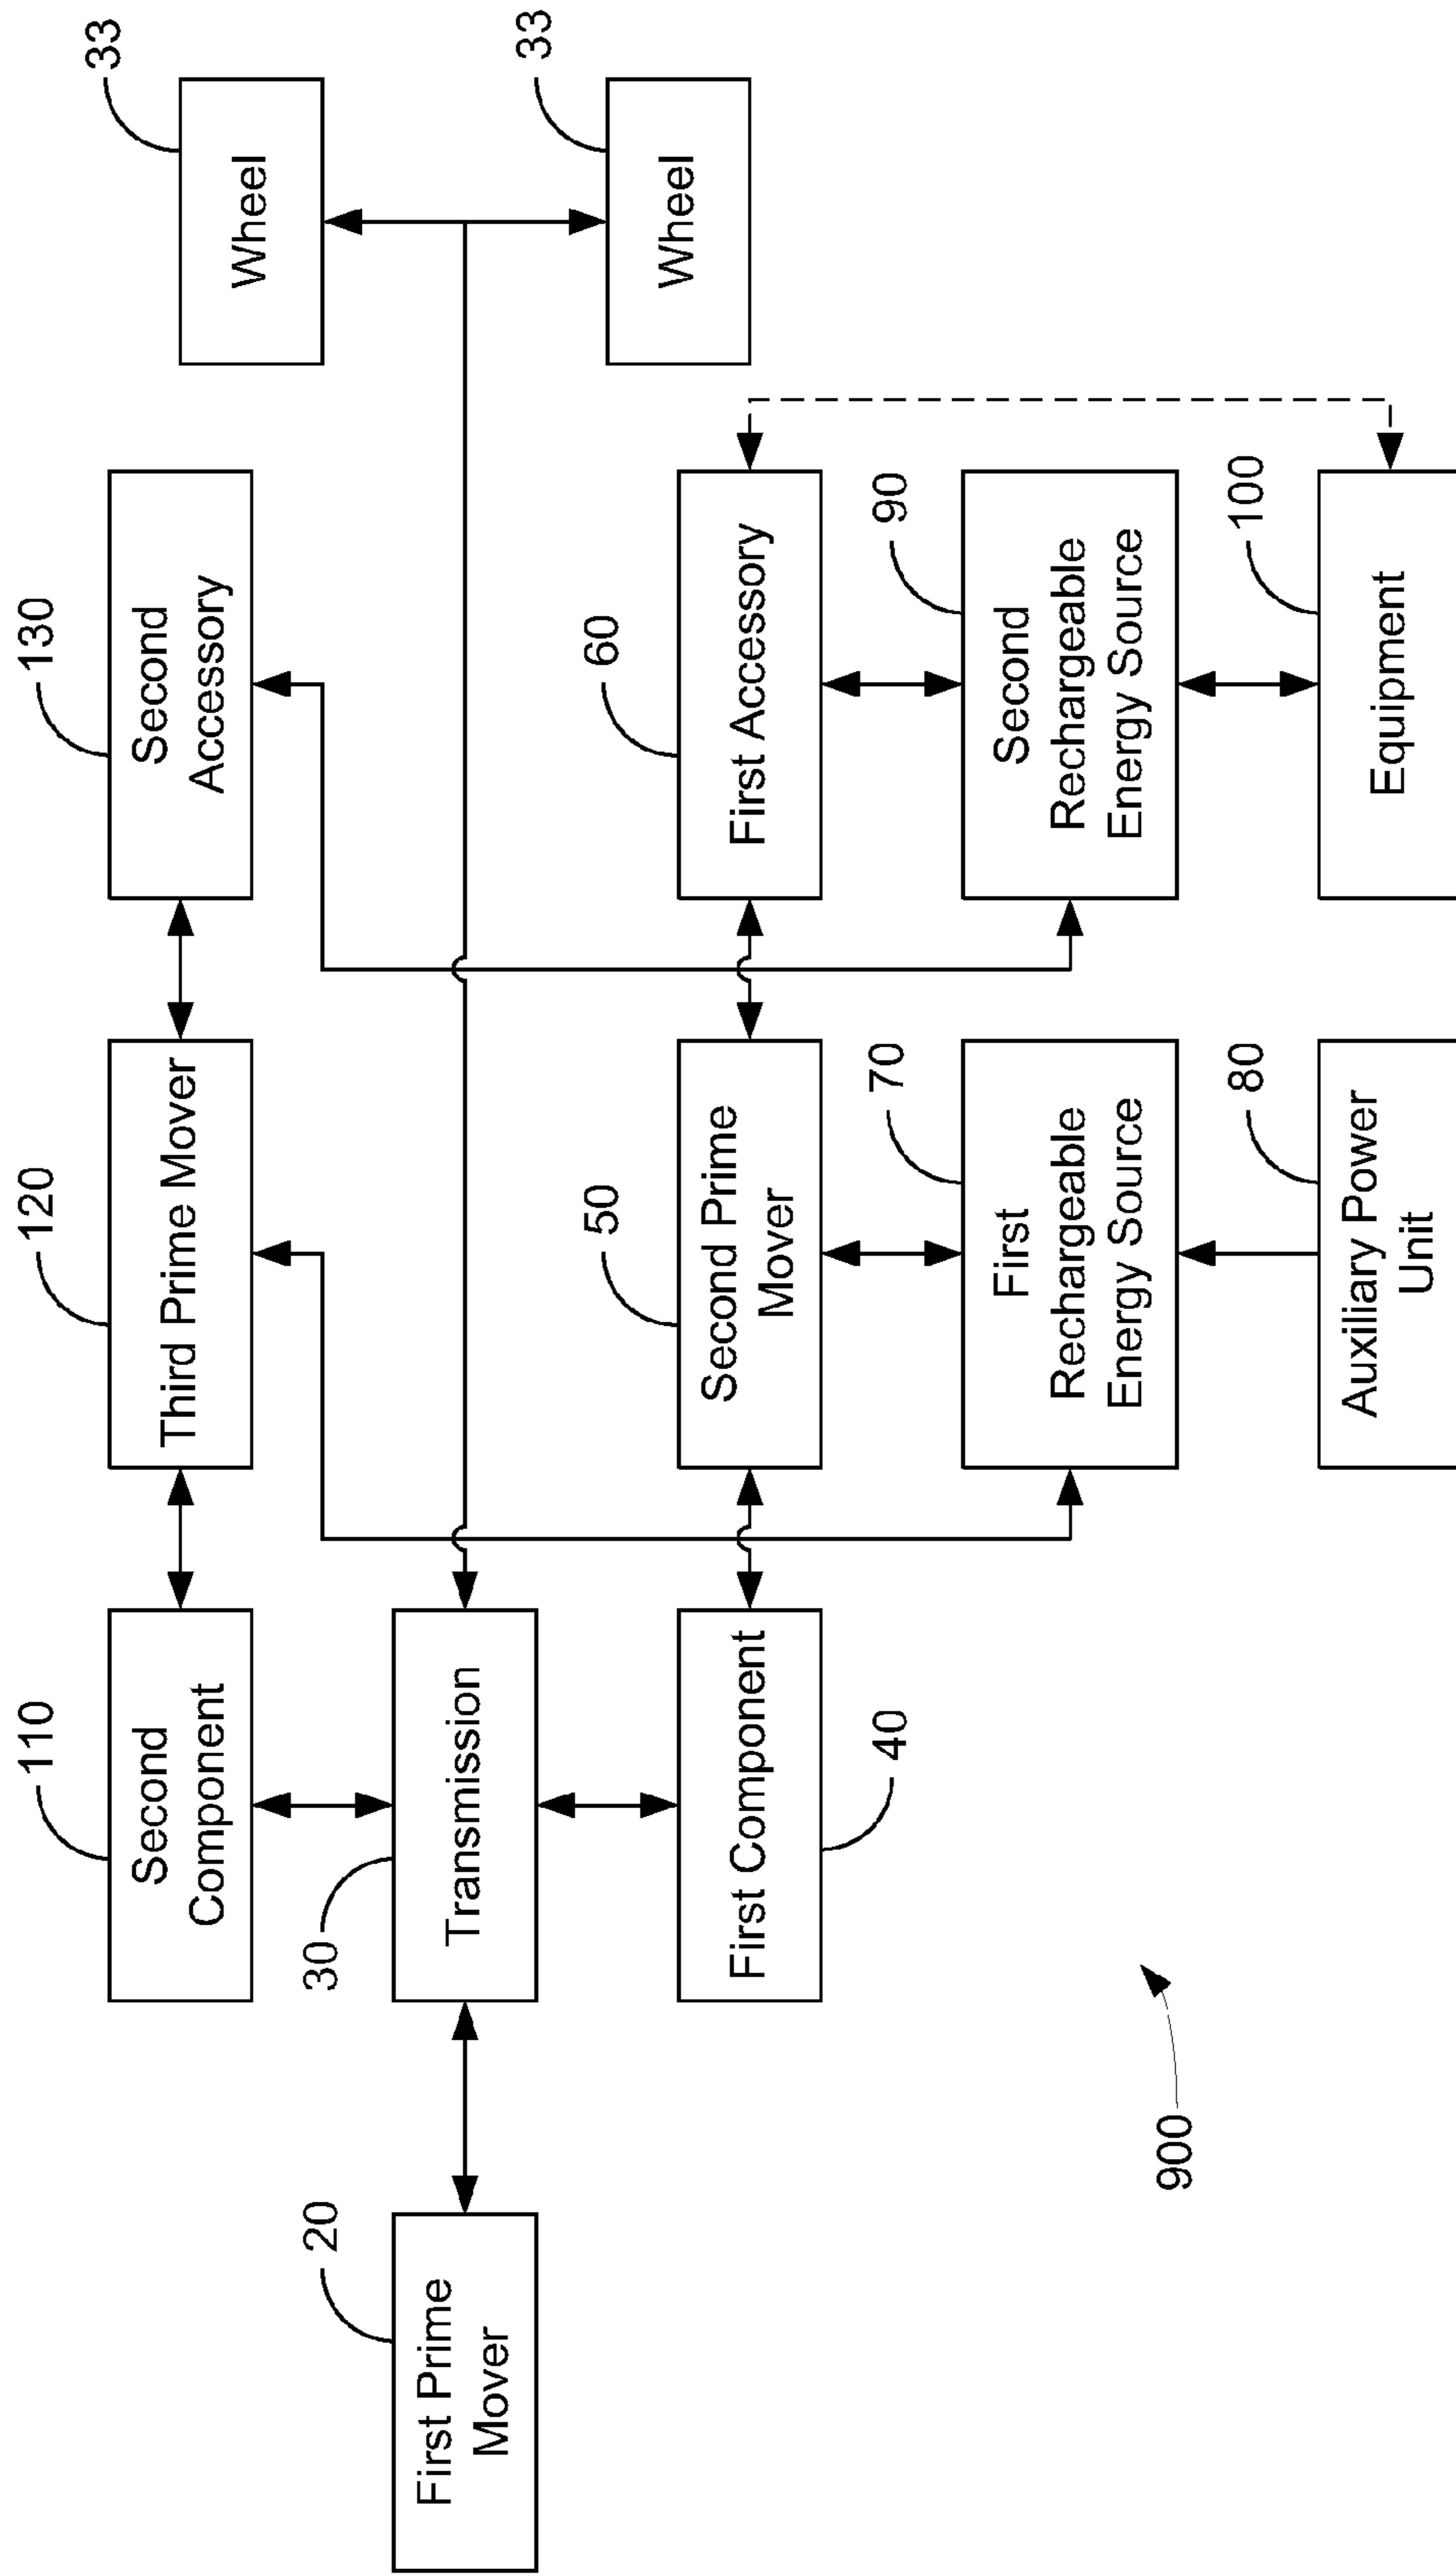 110
Second
Component
120
Third Prime Mover
130
Second
Accessory
33
Wheel
20
First Prime
Mover
30
Transmission
33
Wheel
40
First Component
50
Second Prime
Mover
60
First Accessory
70
First
Rechargeable
Energy Source
90
Second
Rechargeable
Energy Source
80
Auxiliary Power
Unit
100
Equipment
900